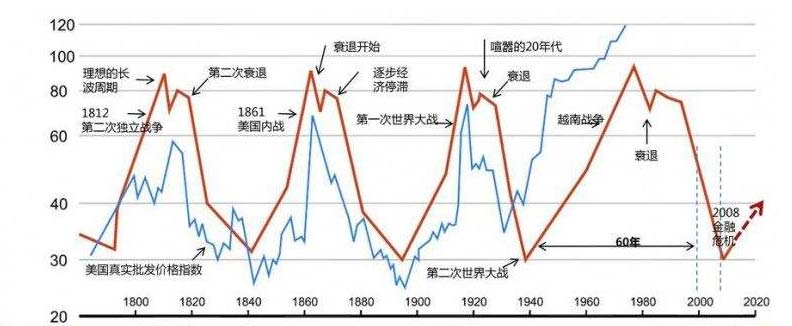 120
100
80
60
40
30
20
理想的长
波周期
第二次衰退
1812
第二次独立战争
美国真实批发价格指数
衰退开始
逐步经
济停滞
1861
美国内战
喧嚣的20年代
衰退
第一次世界大战
第二次世界大战
越南战争
衰退
60年
2008
金融
危机
1800 1820 1840 1860 1880 1900 1920 1940 1960 1980 2000 2020